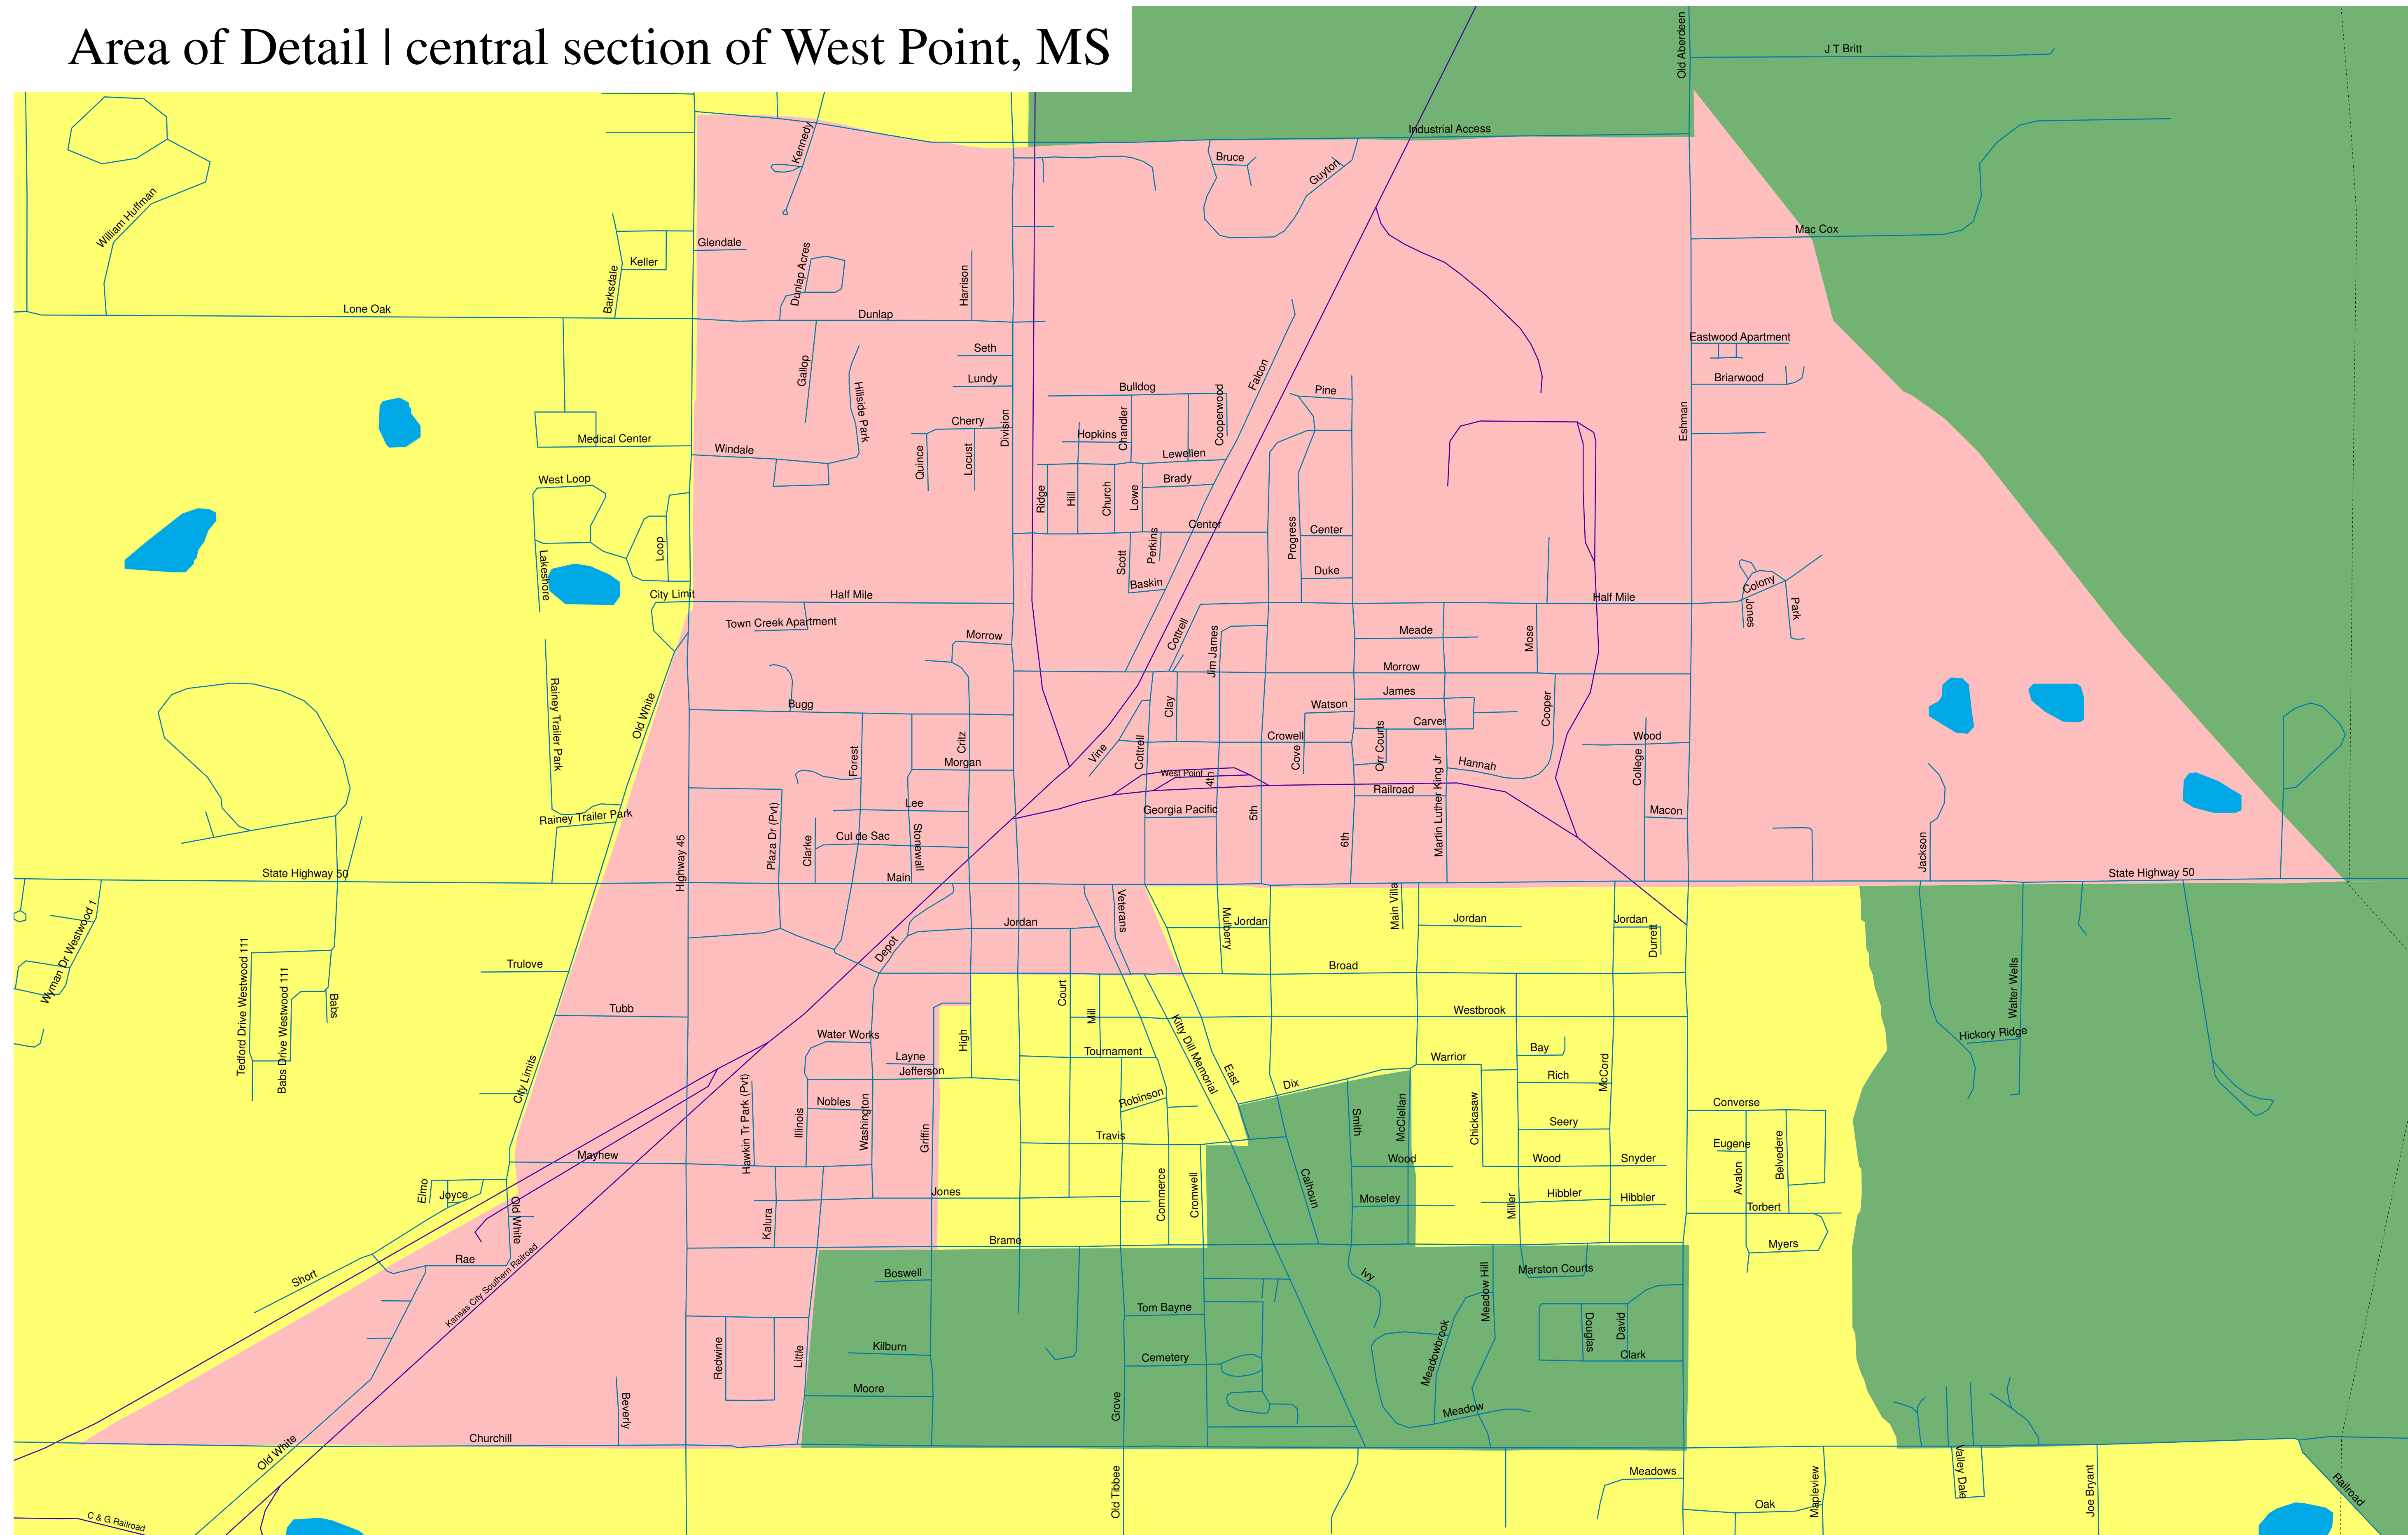 Area of Detail | central section of West Point, MS
Old Aberdeen
J T Britt
Industrial Access
Kennedy
Bruce
Guyton
William Huffman
Glendale
Keller
Barksdale
Dunlap Acres
Harrison
Mac Cox
Lone Oak
Dunlap
Eastwood Apartment
Seth
Gallop
Lundy
Falcon
Briarwood
Hillside Park
Bulldog
Pine
Cooperwood
Chandler
Division
Eshman
Cherry
Hopkins
Medical Center
Windale
Quince
Locust
Lewellen
Brady
West Loop
Ridge
Hill
Church
Lowe
Center
Center
Progress
Loop
Perkins
Scott
Duke
Lakeshore
Baskin
Colony
City Limit
Half Mile
Half Mile
Jones
Park
Town Creek Apartment
Morrow
Cottrell
Jim James
Meade
Mose
Morrow
James
Old White
Rainey Trailer Park
Bugg
Clay
Watson
Carver
Cooper
Crowell
Wood
Critz
Vine
Cottrell
Cove
Orr Courts
Forest
Morgan
West Point
4th
Hannah
College
Railroad
Lee
Georgia Pacific
5th
Macon
Rainey Trailer Park
Plaza Dr (Pvt)
Martin Luther King Jr
Cul de Sac
Clarke
Stonewall
6th
Jackson
Highway 45
State Highway 50
Main
State Highway 50
Veterans
Main Villa
Wyman Dr Westwood 1
Jordan
Mulberry
Jordan
Jordan
Jordan
Durrett
Depot
Tedford Drive Westwood 111
Babs Drive Westwood 111
Babs
Trulove
Broad
Walter Wells
Court
Mill
Tubb
Westbrook
Kitty Dill Memorial
Water Works
High
Hickory Ridge
Layne
Tournament
Warrior
Bay
Jefferson
East
Dix
Rich
McCord
City Limits
Hawkin Tr Park (Pvt)
Nobles
Robinson
Converse
Illinois
Washington
Griffin
Smith
McClellan
Chickasaw
Seery
Travis
Eugene
Belvedere
Mayhew
Wood
Wood
Snyder
Avalon
Elmo
Joyce
Jones
Commerce
Cromwell
Calhoun
Moseley
Miller
Hibbler
Hibbler
Old White
Kalura
Torbert
Brame
Myers
Rae
Short
Kansas City Southern Railroad
Boswell
Ivy
Meadow Hill
Marston Courts
Tom Bayne
Redwine
Little
Kilburn
Cemetery
Meadowbrook
Douglas
David
Clark
Moore
Beverly
Grove
Meadow
Churchill
Old White
Valley Dale
Meadows
Old Tibbee
Mapleview
Joe Bryant
Railroad
Oak
C & G Railroad